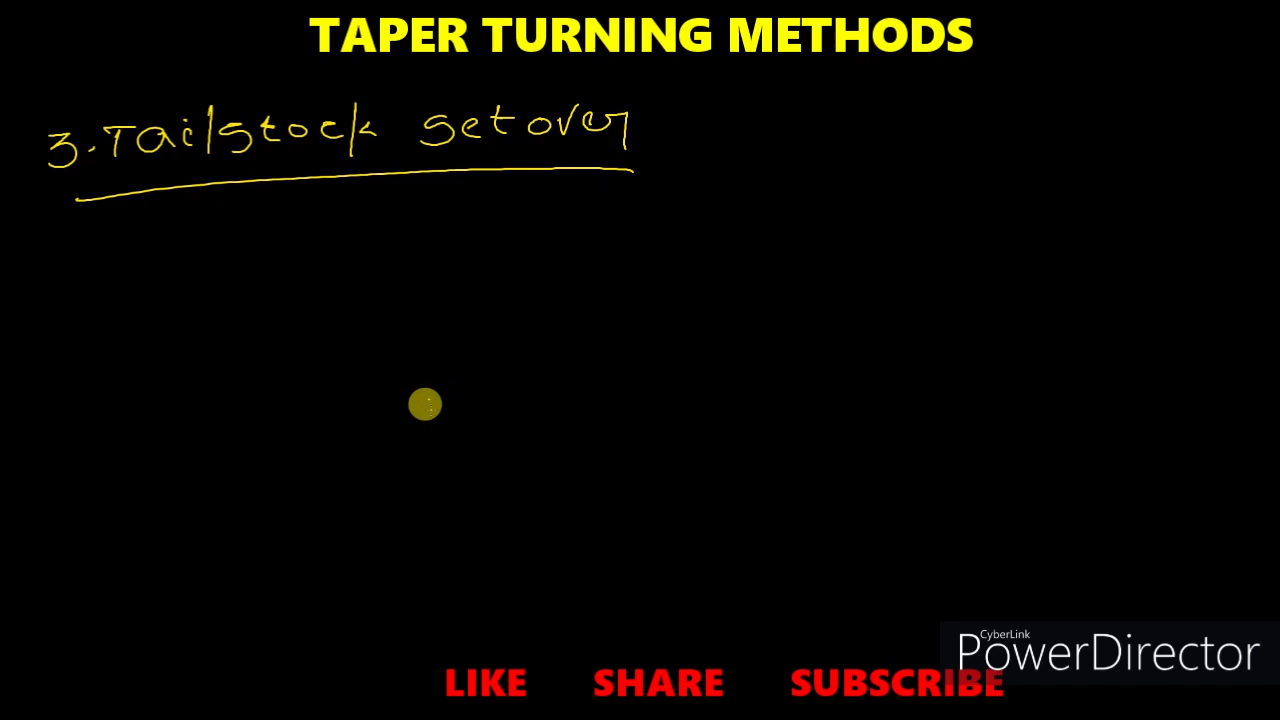 TAPER TURNING METHODS
3. Tailstock setover
CyberLink
PowerDirector
LIKE SHARE SUBSCRIBE